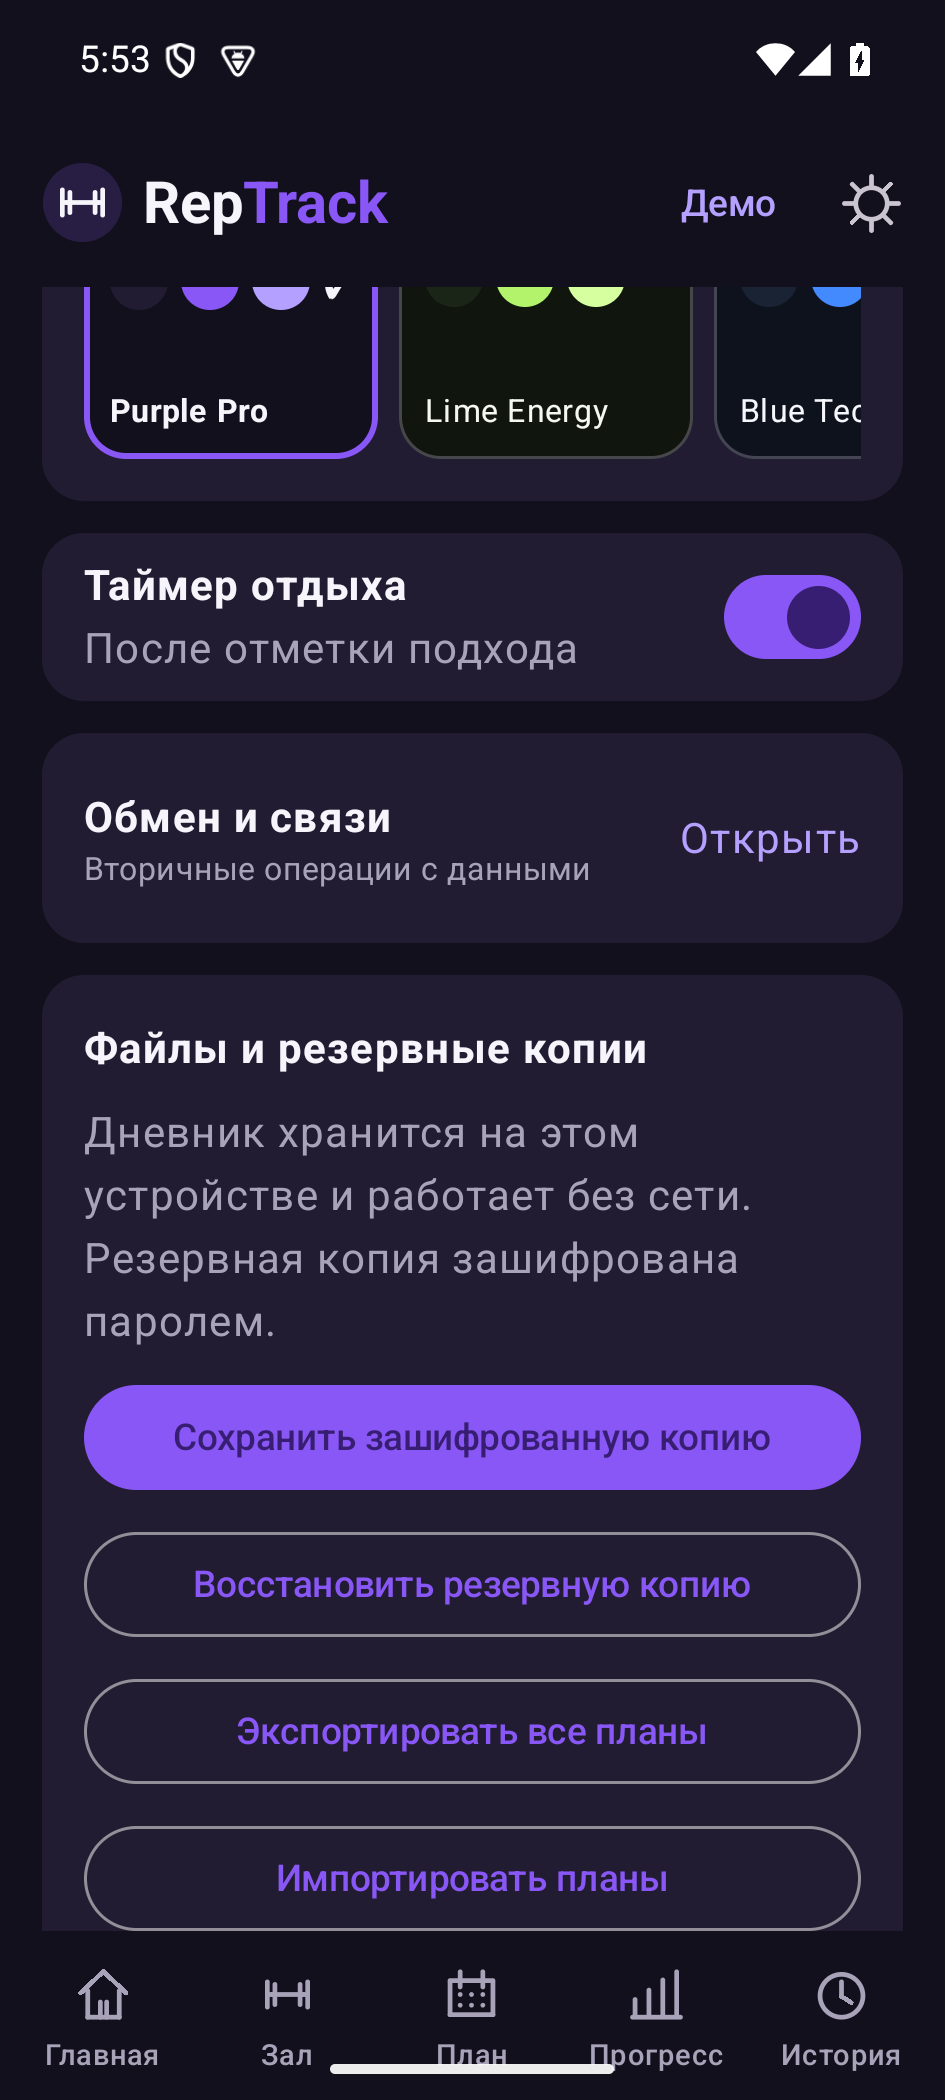 5:53
RepTrack
Демо
Purple Pro
Lime Energy
Blue Tec
Таймер отдыха
После отметки подхода
Обмен и связи
Вторичные операции с данными
Открыть
Файлы и резервные копии
Дневник хранится на этом
устройстве и работает без сети.
Резервная копия зашифрована
паролем.
Сохранить зашифрованную копию
Восстановить резервную копию
Экспортировать все планы
Импортировать планы
Главная
Зал
План
Прогресс
История